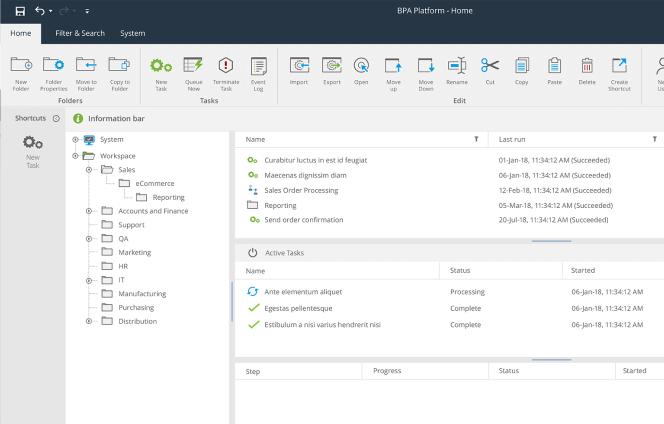 BPA Platform - Home
Home Filter & Search System
New Folder Folder Properties Move to Folder Copy to Folder New Task Queue New Terminate Task Event Log Import Export Open Move up Move Down Rename Cut Copy Paste Delete Create Shortcut
Folders Tasks Edit
Shortcuts
New Task
Information bar
System
Workspace
Sales
eCommerce
Reporting
Accounts and Finance
Support
QA
Marketing
HR
IT
Manufacturing
Purchasing
Distribution
Name Last run
Curabitur luctus in est id feugiat 01-Jan-18, 11:34:12 AM (Succeeded)
Maecenas dignissim diam 06-Jan-18, 11:34:12 AM (Succeeded)
Sales Order Processing 12-Feb-18, 11:34:12 AM (Succeeded)
Reporting 05-Mar-18, 11:34:12 AM (Succeeded)
Send order confirmation 20-Jul-18, 11:34:12 AM (Succeeded)
Active Tasks
Name Status Started
Ante elementum aliquet Processing 06-Jan-18, 11:34:12 AM
Egestas pellentesque Complete 06-Jan-18, 11:34:12 AM
Estibulum a nisi varius hendrerit nisi Complete 06-Jan-18, 11:34:12 AM
Step Progress Status Started